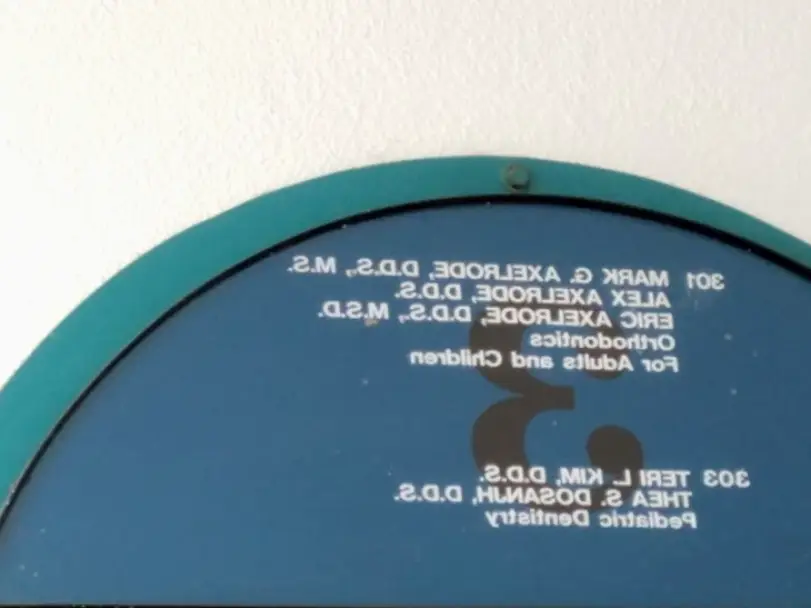 301 MARK G. AXELRODE, D.D.S., M.S.
ALEX AXELRODE, D.D.S.
ERIC AXELRODE, D.D.S., M.S.D.
Orthodontics
For Adults and Children
3
303 TERI L. KIM, D.D.S.
THEA S. DOSANJH, D.D.S.
Pediatric Dentistry